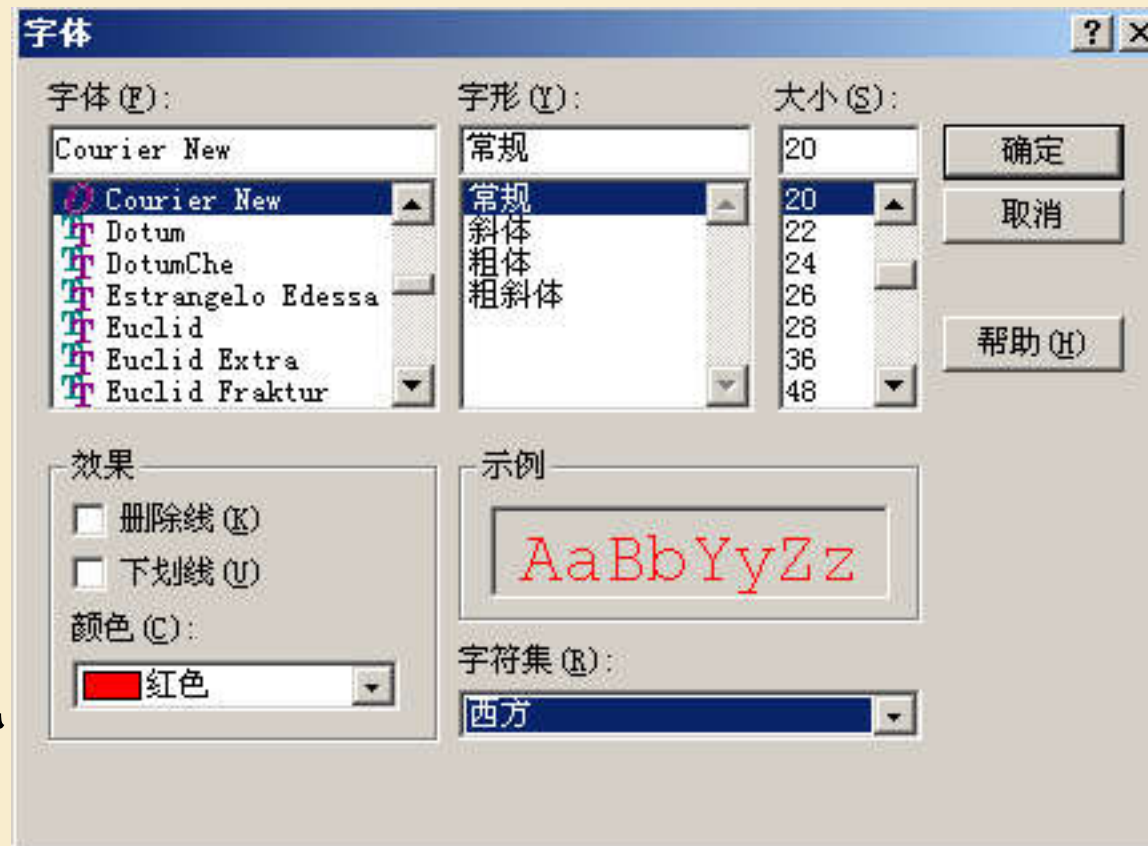 字体
字体(F):
Courier New
Courier New
Dotum
DotumChe
Estrangelo Edessa
Euclid
Euclid Extra
Euclid Fraktur
字形(Y):
常规
常规
斜体
粗体
粗斜体
大小(S):
20
20
22
24
26
28
36
48
确定
取消
帮助(H)
效果
删除线(K)
下划线(U)
颜色(C):
红色
示例
AaBbYyZz
字符集(R):
西方